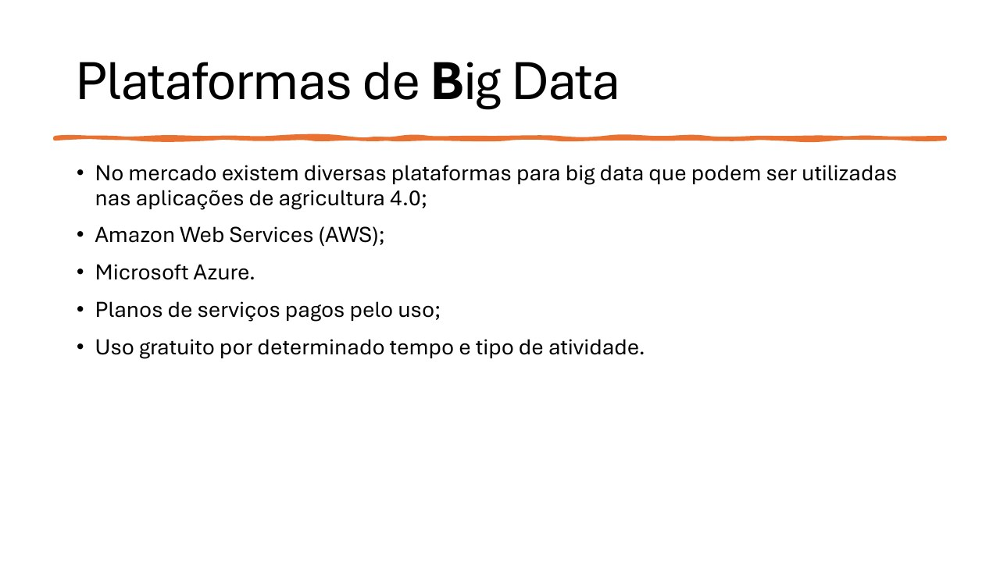 Plataformas de Big Data
• No mercado existem diversas plataformas para big data que podem ser utilizadas
nas aplicações de agricultura 4.0;
• Amazon Web Services (AWS);
• Microsoft Azure.
• Planos de serviços pagos pelo uso;
• Uso gratuito por determinado tempo e tipo de atividade.